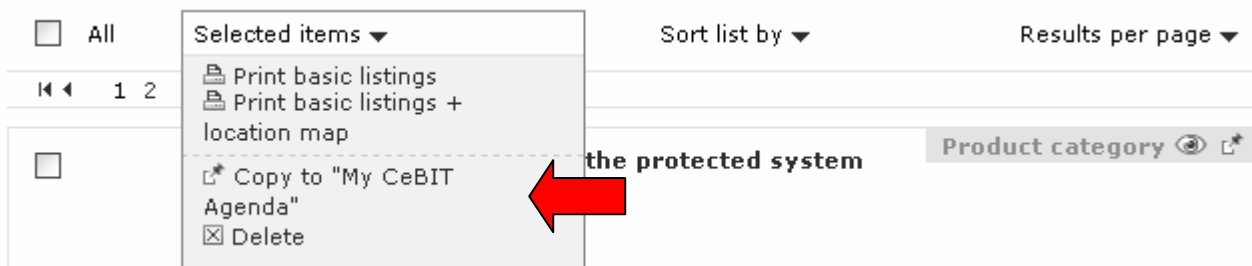 All
Selected items
Sort list by
Results per page
1 2
Print basic listings
Print basic listings +
location map
the protected system
Product category
Copy to "My CeBIT
Agenda"
Delete